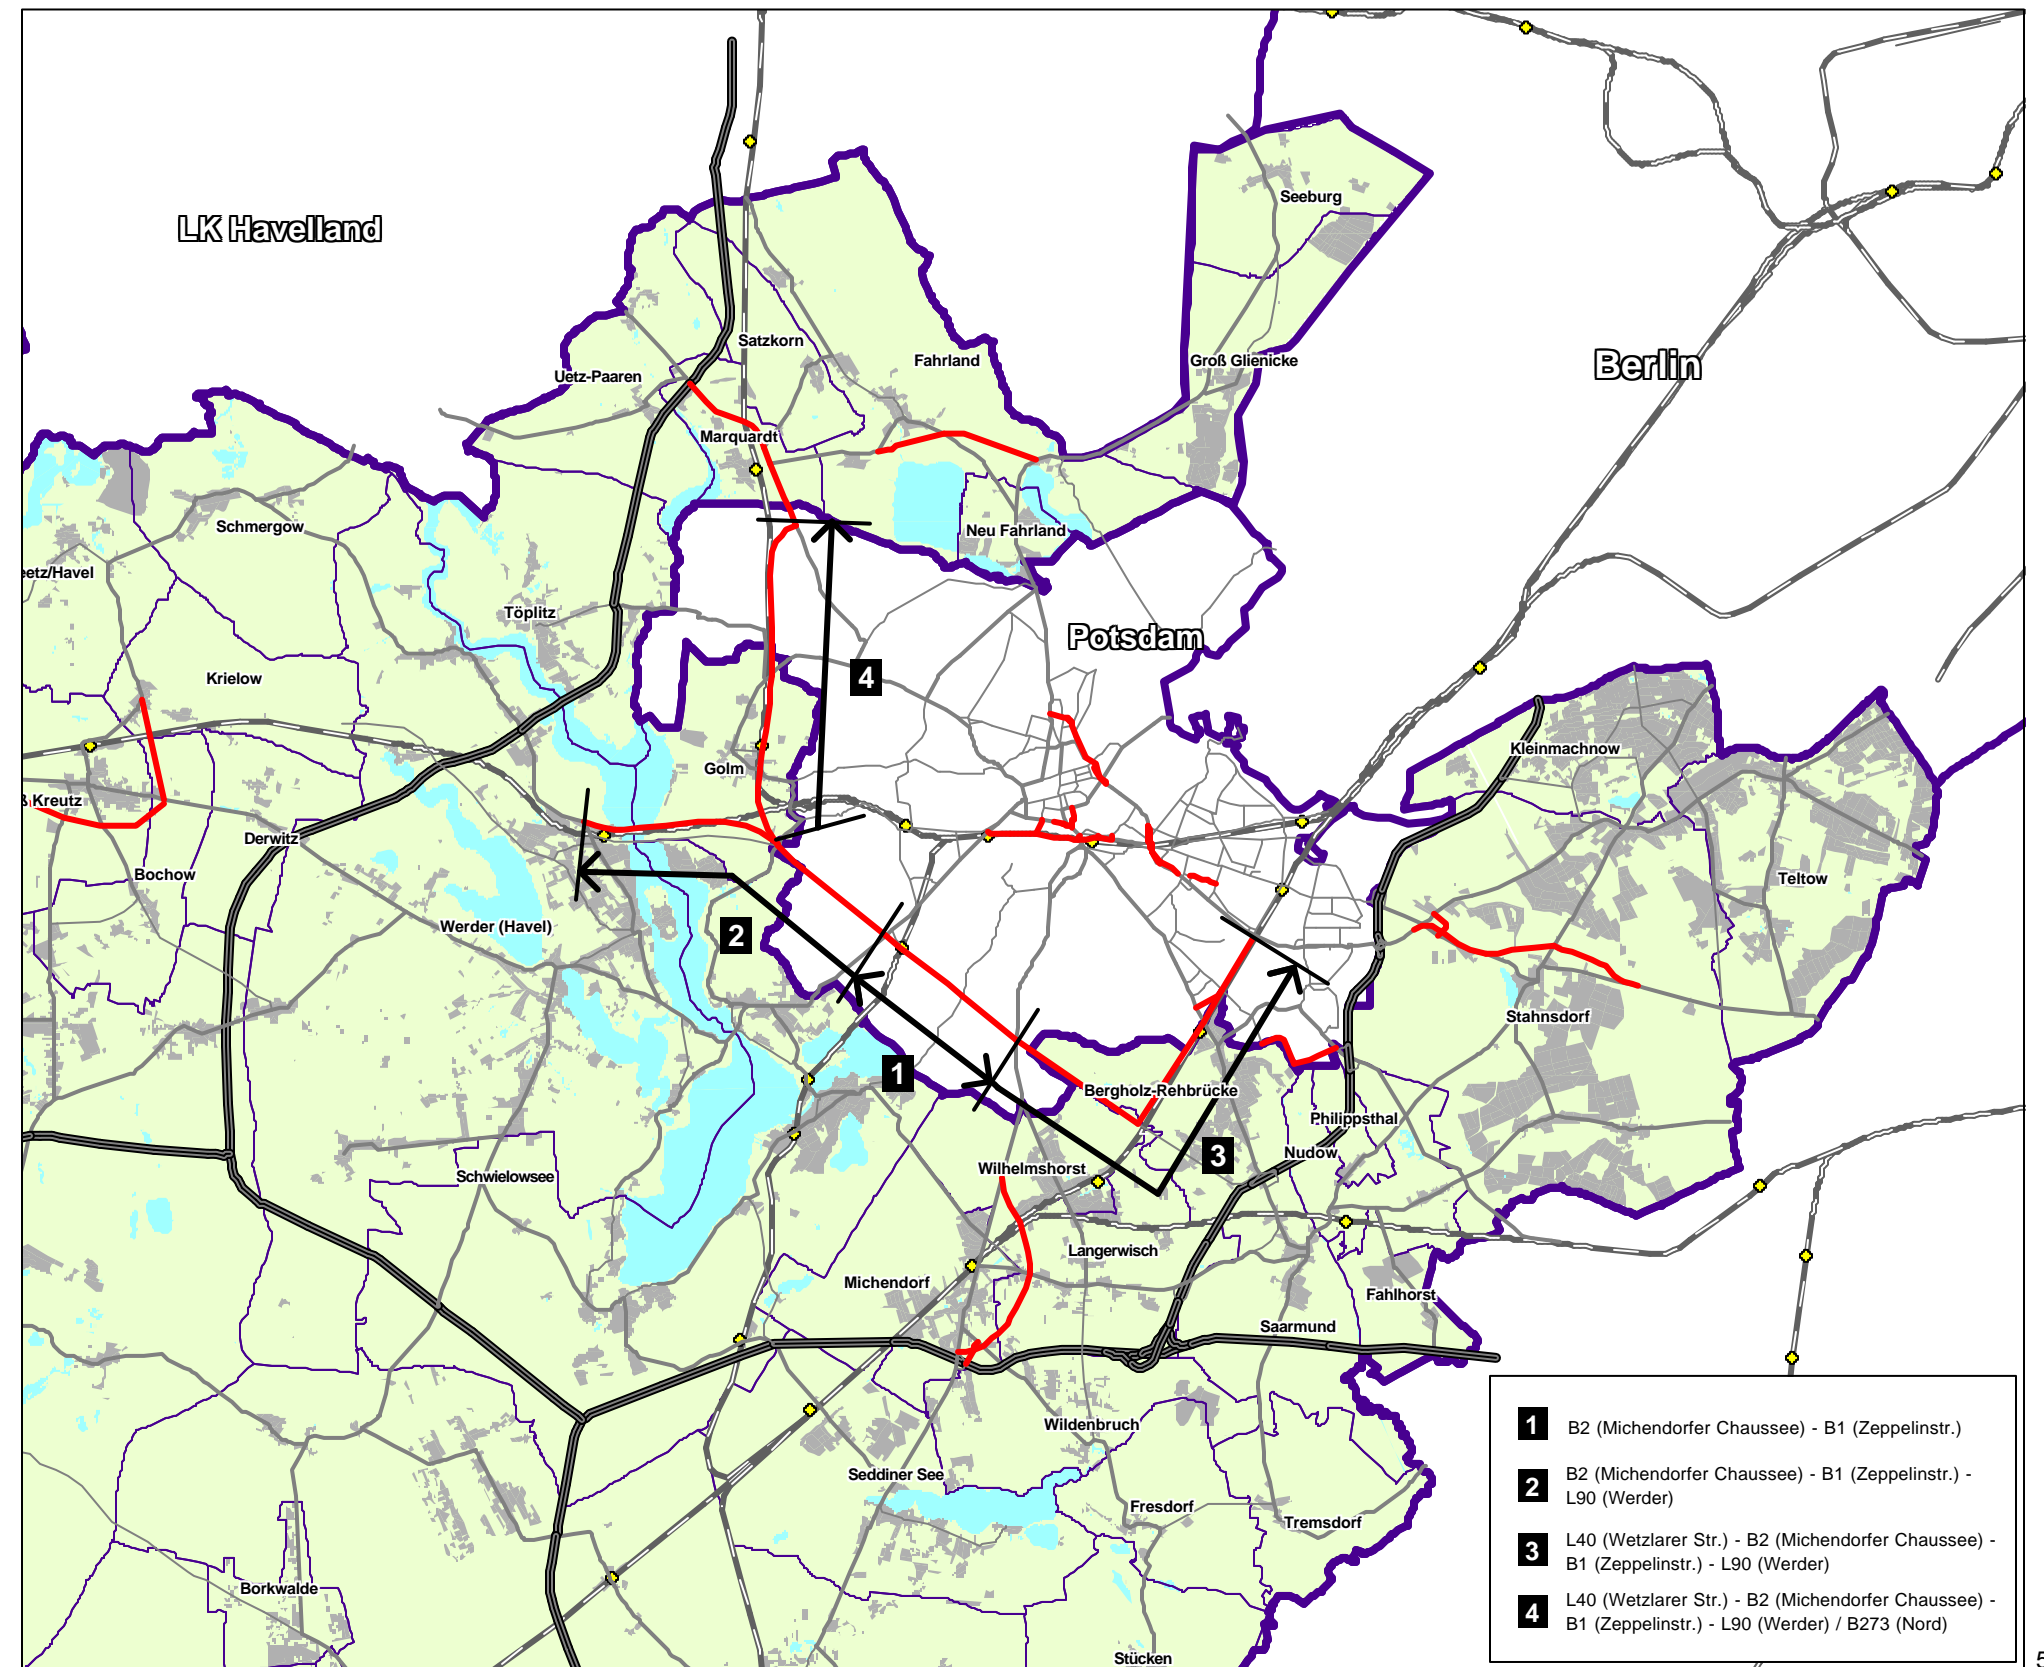 LK Havelland
Seeburg
Satzkorn
Fahrland
Groß Glienicke
Berlin
Uetz-Paaren
Marquardt
Schmergow
Neu Fahrland
eetz/Havel
Töplitz
Potsdam
Krielow
4
Golm
Kleinmachnow
ß Kreutz
Derwitz
Bochow
Teltow
Werder (Havel)
2
Stahnsdorf
1
Bergholz-Rehbrücke
Philippsthal
Nudow
3
Wilhelmshorst
Schwielowsee
Langerwisch
Michendorf
Fahlhorst
Saarmund
Wildenbruch
Seddiner See
Fresdorf
Tremsdorf
Borkwalde
Stücken
1 B2 (Michendorfer Chaussee) - B1 (Zeppelinstr.)
2 B2 (Michendorfer Chaussee) - B1 (Zeppelinstr.) -
L90 (Werder)
3 L40 (Wetzlarer Str.) - B2 (Michendorfer Chaussee) -
B1 (Zeppelinstr.) - L90 (Werder)
4 L40 (Wetzlarer Str.) - B2 (Michendorfer Chaussee) -
B1 (Zeppelinstr.) - L90 (Werder) / B273 (Nord)